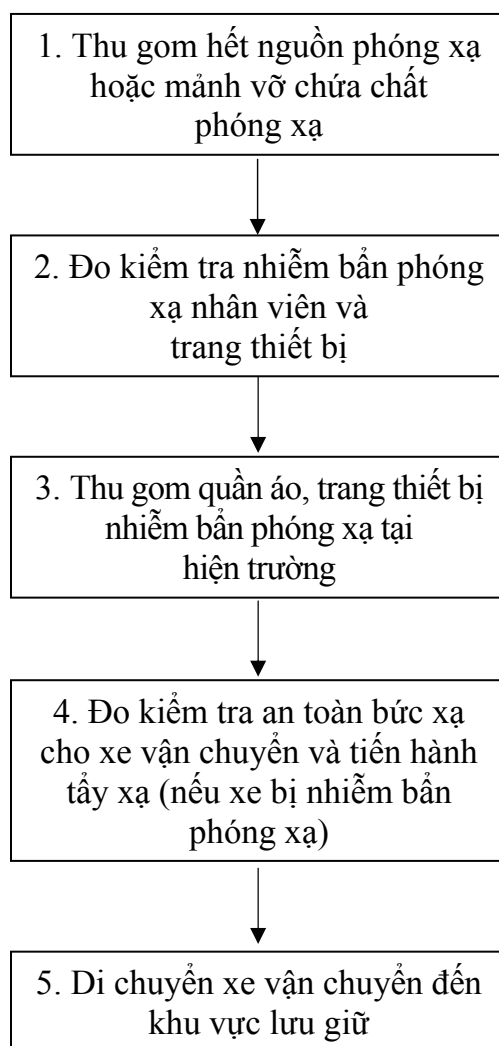 1. Thu gom hết nguồn phóng xạ
hoặc mảnh vỡ chứa chất
phóng xạ
2. Đo kiểm tra nhiễm bẩn phóng
xạ nhân viên và
trang thiết bị
3. Thu gom quần áo, trang thiết bị
nhiễm bẩn phóng xạ tại
hiện trường
4. Đo kiểm tra an toàn bức xạ
cho xe vận chuyển và tiến hành
tẩy xạ (nếu xe bị nhiễm bẩn
phóng xạ)
5. Di chuyển xe vận chuyển đến
khu vực lưu giữ